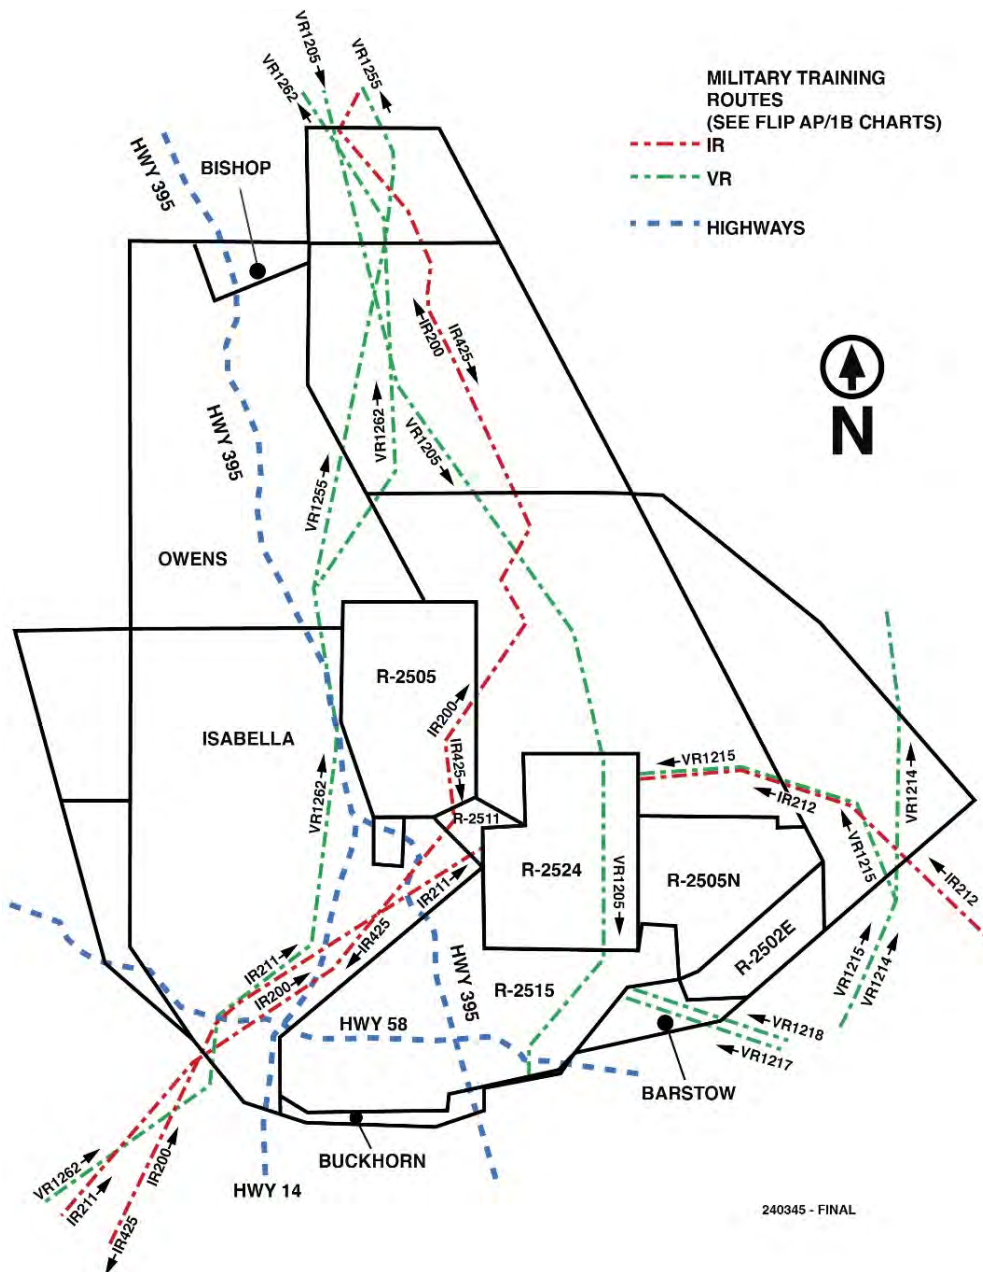 VR1205
VR1262
VR1255
MILITARY TRAINING
ROUTES
(SEE FLIP AP/1B CHARTS)
IR
VR
HIGHWAYS
HWY 395
BISHOP
IR200
IR425
N
HWY 395
VR1262
VR1205
VR1255
OWENS
R-2505
ISABELLA
IR200
IR425
VR1262
R-2511
VR1215
IR212
VR1214
VR1215
IR212
R-2524
VR1205
R-2505N
IR211
IR425
R-2502E
IR211
IR200
HWY 395
R-2515
VR1215
VR1214
HWY 58
VR1218
VR1217
BARSTOW
BUCKHORN
VR1262
IR211
IR200
IR425
HWY 14
240345 - FINAL